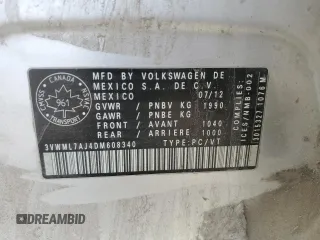 MFD BY VOLKSWAGEN DE
MEXICO S.A. DE C.V.
MEXICO 07/12
GVWR / PNBV KG 1990
GAWR / PNBE KG
FRONT / AVANT 1040
REAR / ARRIERE 1000
3VWML7AJ4DM608340 TYPE:PC/VT
CANADA
961
TRANSPORT
COMPLIES:
ICES/NMB-002